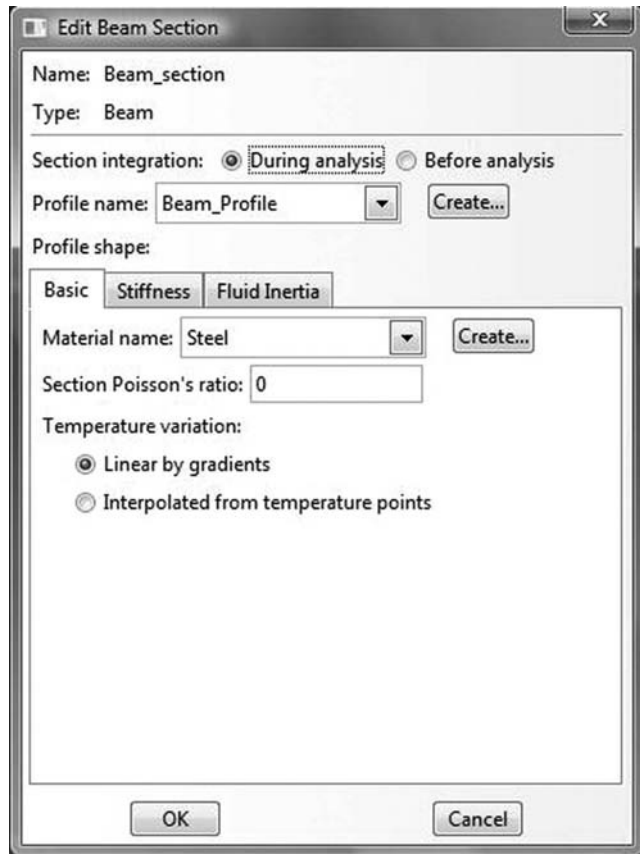 Edit Beam Section
X
Name: Beam_section
Type: Beam
Section integration: During analysis Before analysis
Profile name: Beam_Profile Create...
Profile shape:
Basic Stiffness Fluid Inertia
Material name: Steel Create...
Section Poisson's ratio: 0
Temperature variation:
Linear by gradients
Interpolated from temperature points
OK Cancel